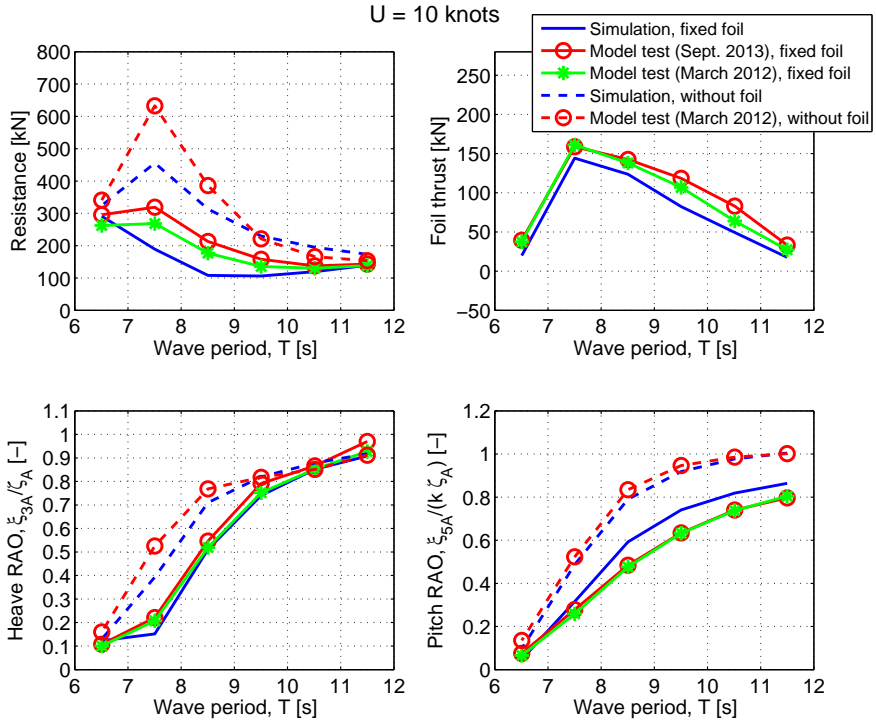 U = 10 knots
Simulation, fixed foil
Model test (Sept. 2013), fixed foil
Model test (March 2012), fixed foil
Simulation, without foil
Model test (March 2012), without foil
Resistance [kN]
800
700
600
500
400
300
200
100
0
6 7 8 9 10 11 12
Wave period, T [s]
Foil thrust [kN]
250
200
150
100
50
0
−50
6 7 8 9 10 11 12
Wave period, T [s]
Heave RAO, ξ3A/ζA [−]
1.1
1
0.9
0.8
0.7
0.6
0.5
0.4
0.3
0.2
0.1
0
6 7 8 9 10 11 12
Wave period, T [s]
Pitch RAO, ξ5A/(k ζA) [−]
1.2
1
0.8
0.6
0.4
0.2
0
6 7 8 9 10 11 12
Wave period, T [s]